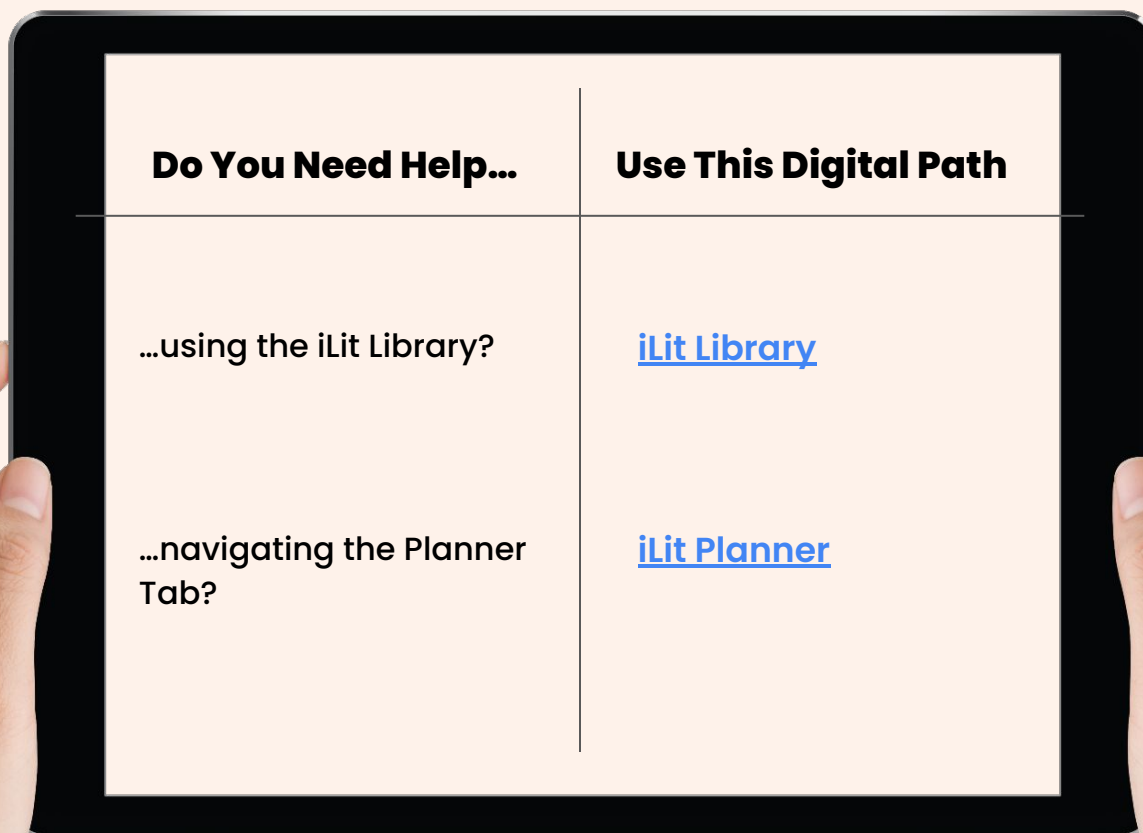 Do You Need Help...
Use This Digital Path
...using the iLit Library?
iLit Library
...navigating the Planner
Tab?
iLit Planner